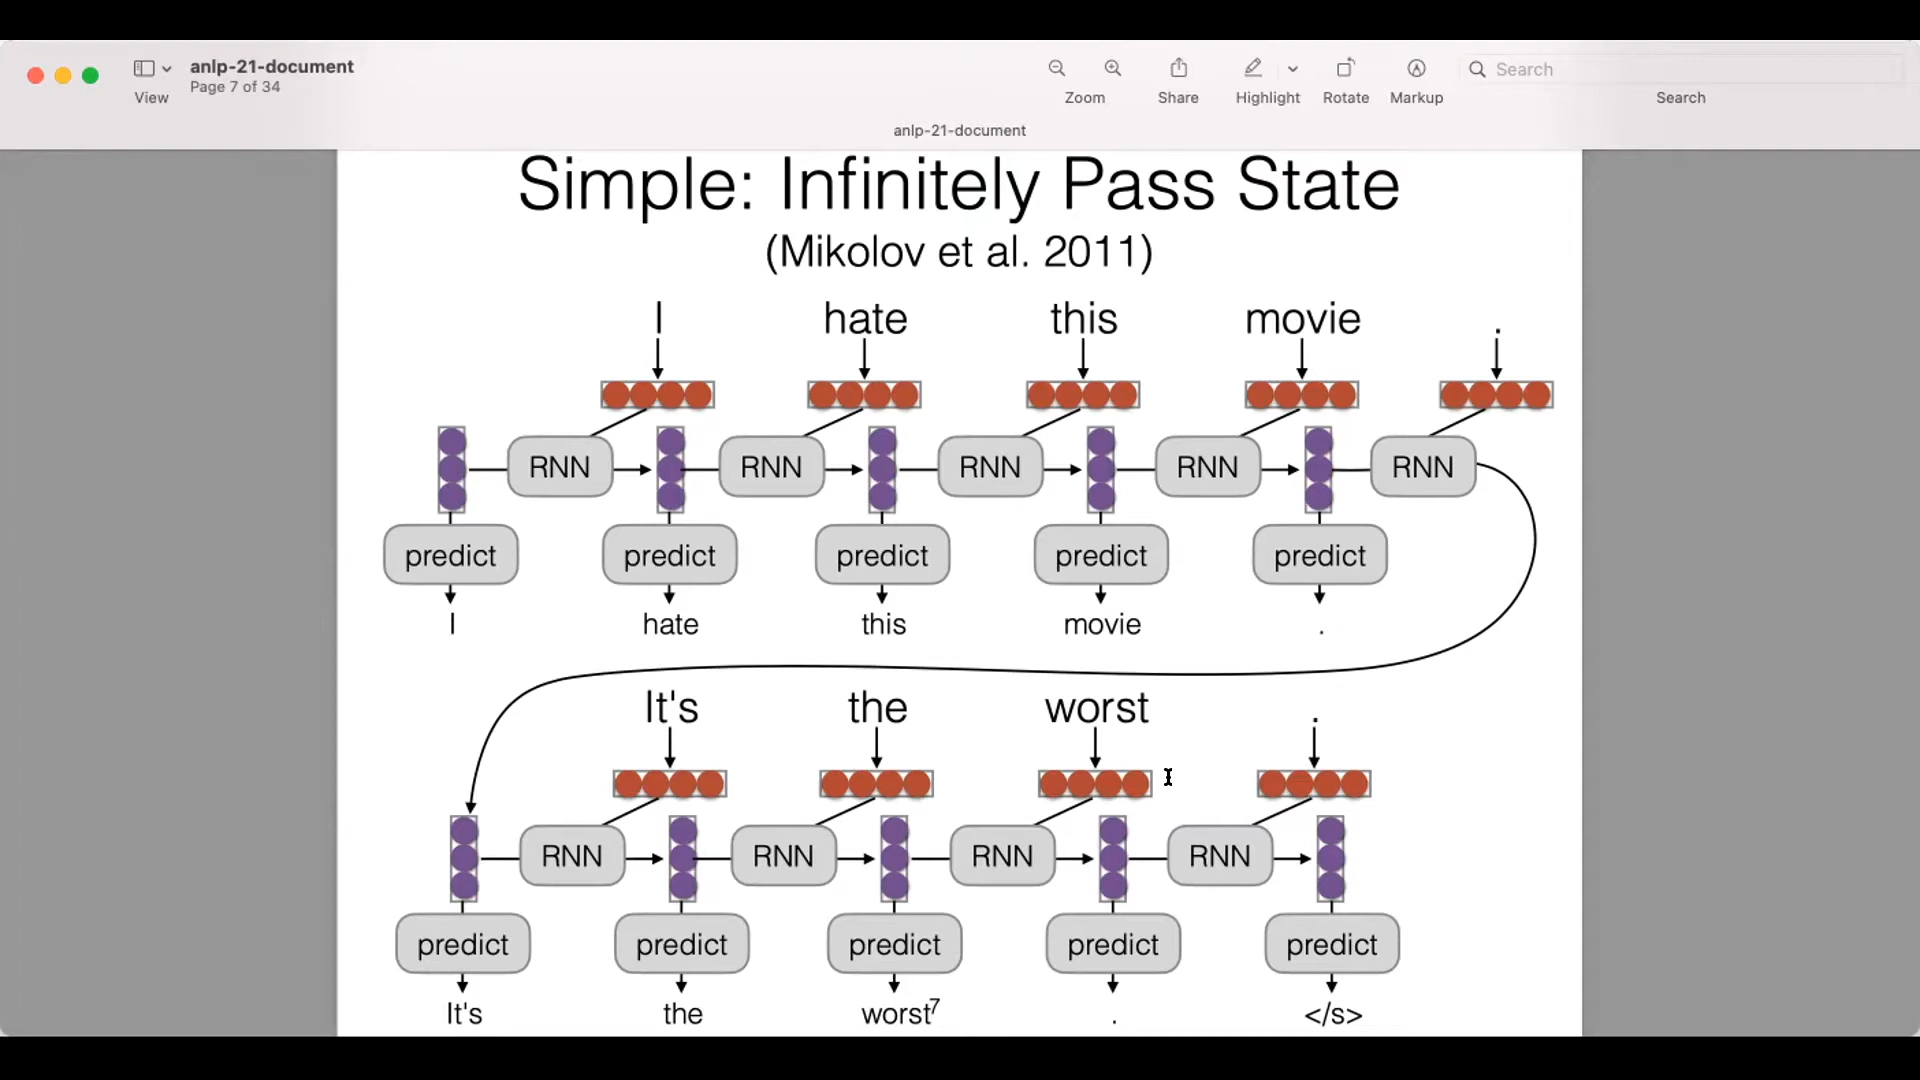 anlp-21-document
Page 7 of 34
View
Zoom
Share
Highlight
Rotate
Markup
Search
Search
anlp-21-document
Simple: Infinitely Pass State
(Mikolov et al. 2011)
I hate this movie .
RNN RNN RNN RNN RNN
predict predict predict predict predict
I hate this movie .
It's the worst .
RNN RNN RNN RNN
predict predict predict predict predict
It's the worst . </s>
7